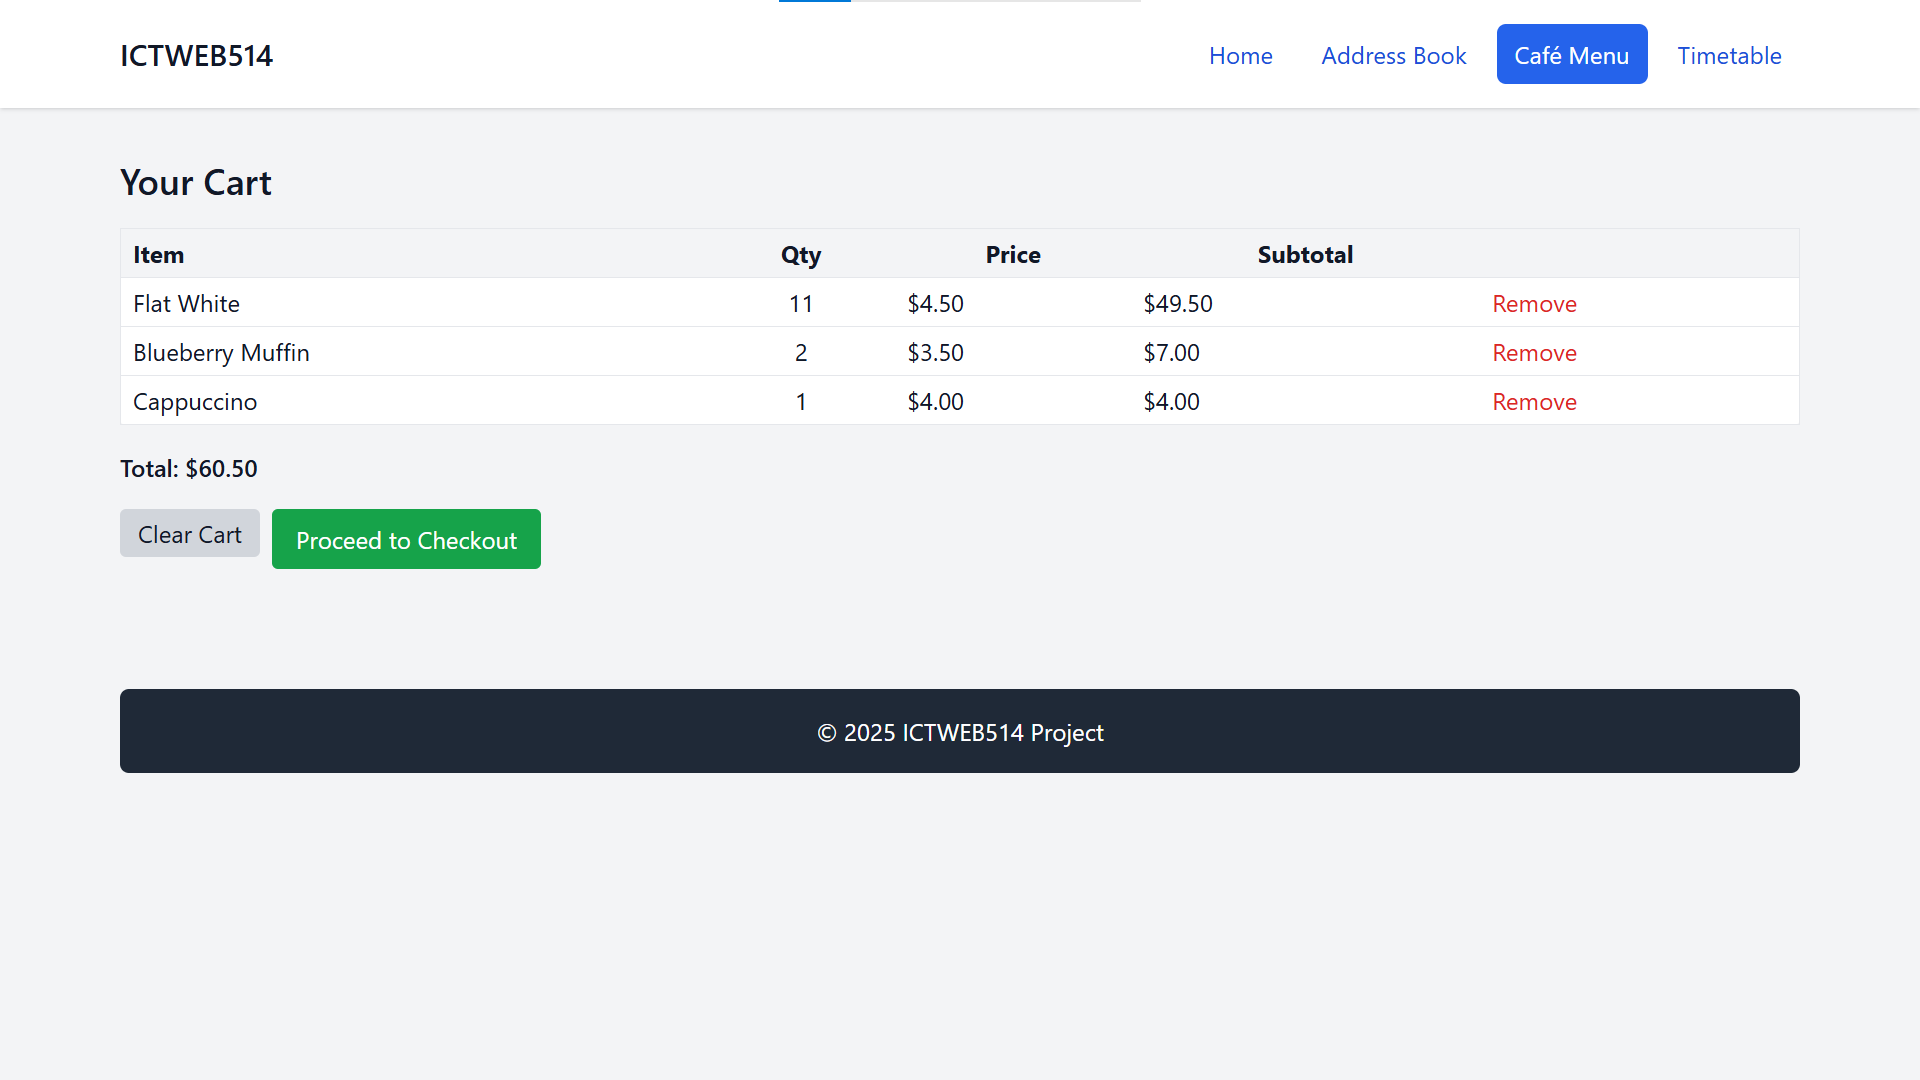 ICTWEB514 Home Address Book Café Menu Timetable
Your Cart
Item Qty Price Subtotal
Flat White 11 $4.50 $49.50 Remove
Blueberry Muffin 2 $3.50 $7.00 Remove
Cappuccino 1 $4.00 $4.00 Remove
Total: $60.50
Clear Cart Proceed to Checkout
© 2025 ICTWEB514 Project